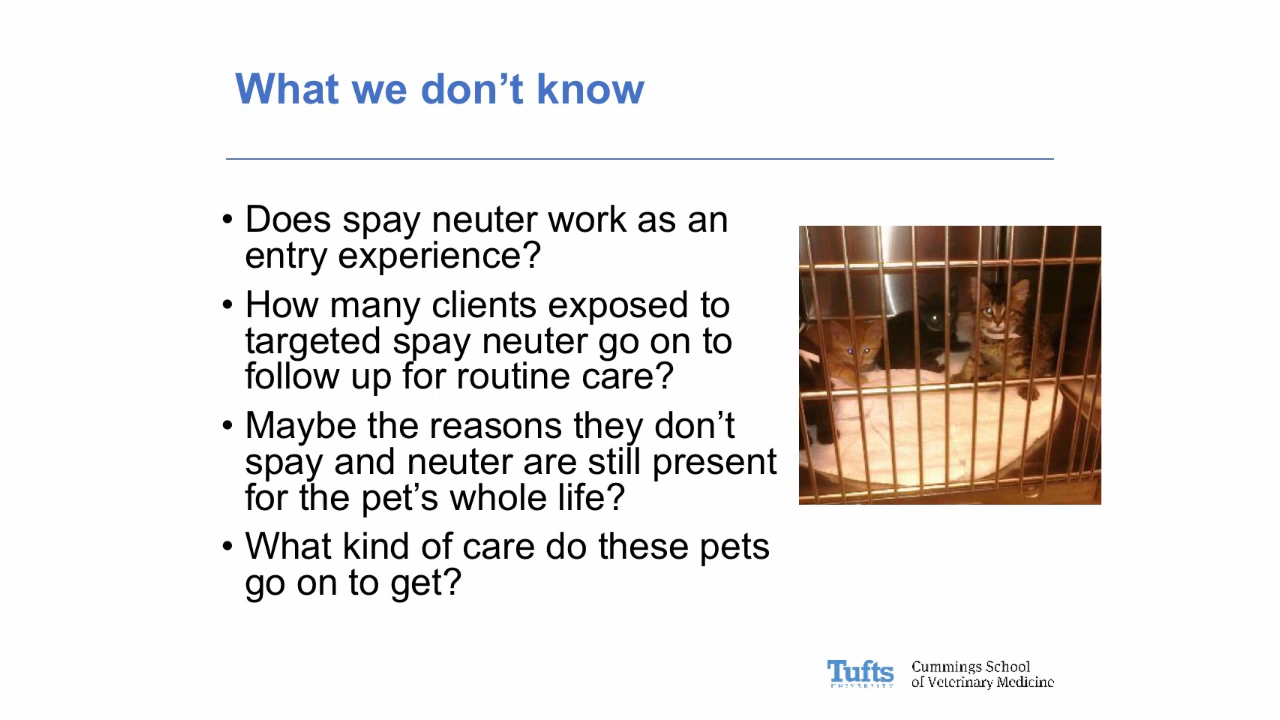 What we don’t know
• Does spay neuter work as an
entry experience?
• How many clients exposed to
targeted spay neuter go on to
follow up for routine care?
• Maybe the reasons they don’t
spay and neuter are still present
for the pet’s whole life?
• What kind of care do these pets
go on to get?
Tufts
UNIVERSITY
Cummings School
of Veterinary Medicine